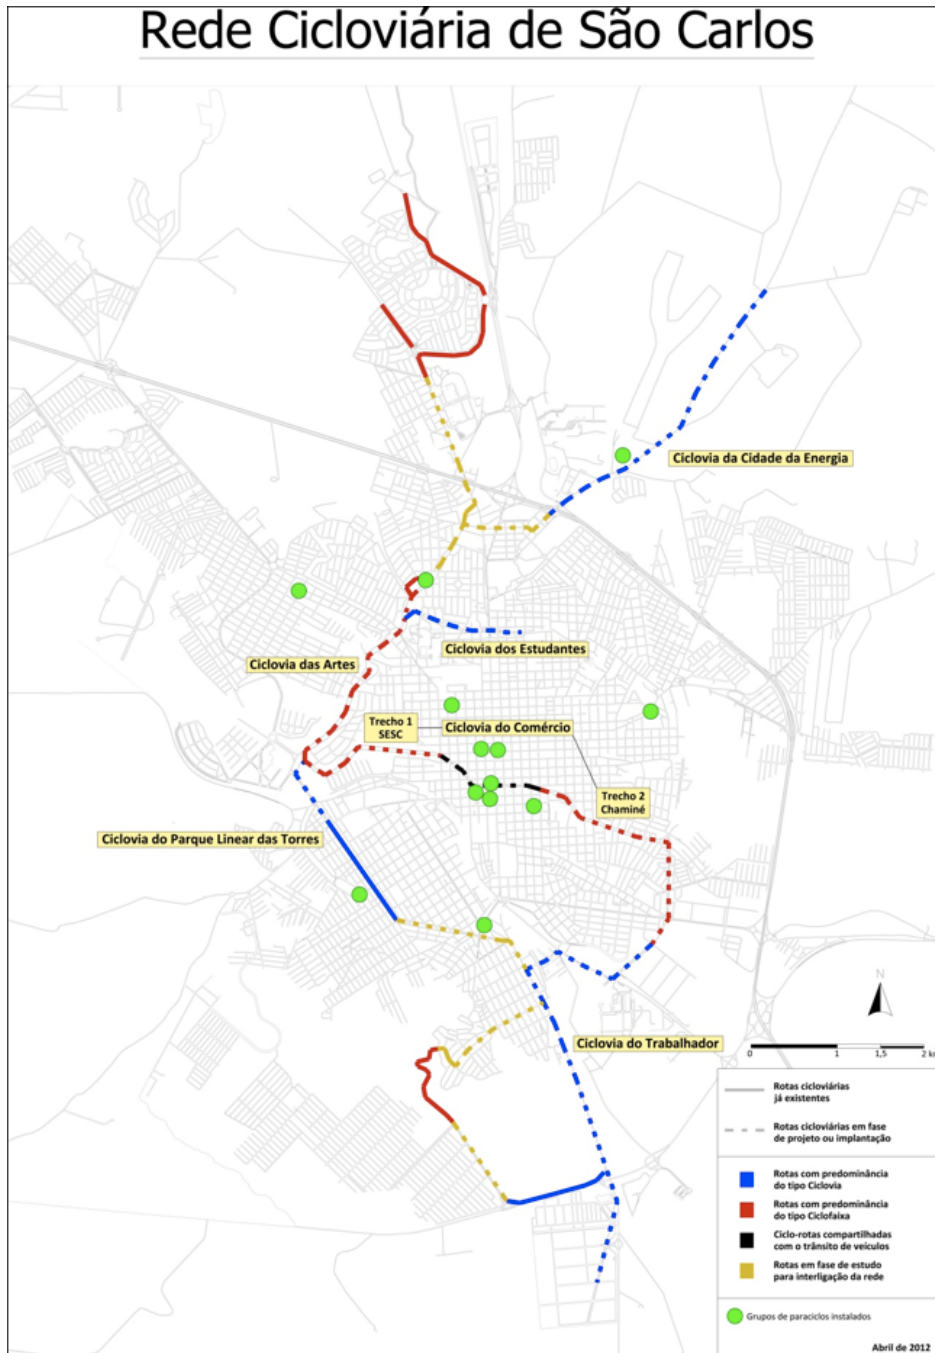 Rede Cicloviária de São Carlos
Ciclovia da Cidade da Energia
Ciclovia dos Estudantes
Ciclovia das Artes
Trecho 1
SESC
Ciclovia do Comércio
Trecho 2
Chaminé
Ciclovia do Parque Linear das Torres
N
Ciclovia do Trabalhador
0 1 1,5 2 k
Rotas cicloviárias
já existentes
Rotas cicloviárias em fase
de projeto ou implantação
Rotas com predominância
do tipo Ciclovia
Rotas com predominância
do tipo Ciclofaixa
Ciclo-rotas compartilhadas
com o trânsito de veículos
Rotas em fase de estudo
para interligação da rede
Grupos de paraciclos instalados
Abril de 2012